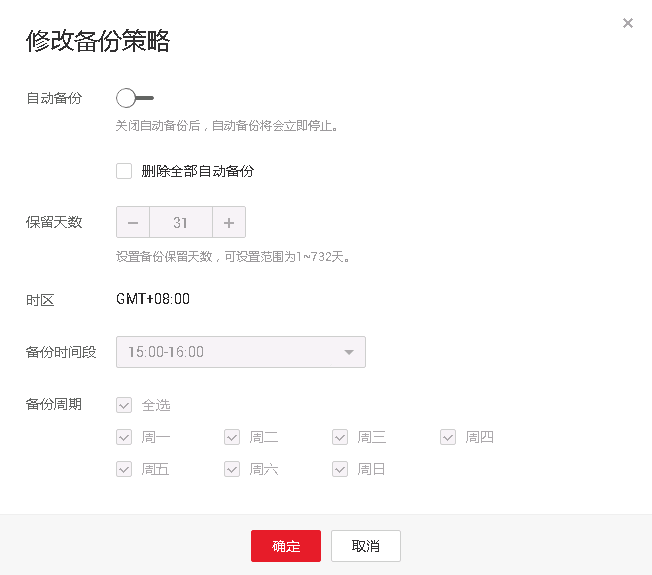 修改备份策略
自动备份
关闭自动备份后，自动备份将会立即停止。
删除全部自动备份
保留天数
31
设置备份保留天数，可设置范围为1~732天。
时区
GMT+08:00
备份时间段
15:00-16:00
备份周期
全选
周一 周二 周三 周四
周五 周六 周日
确定 取消